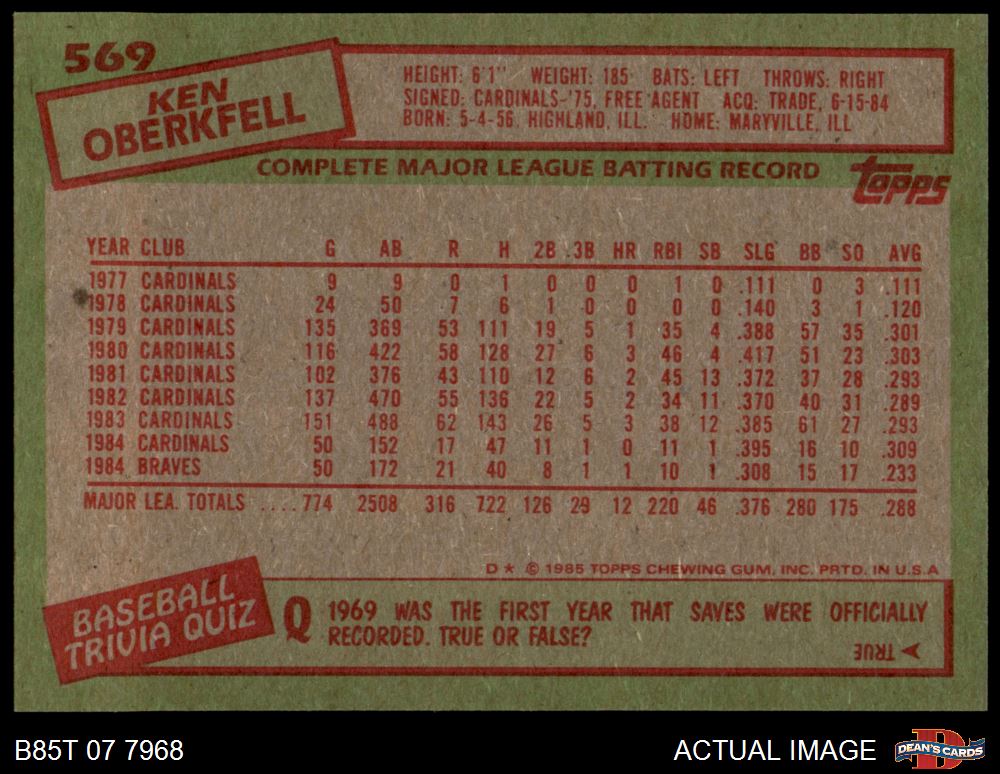 569
KEN
OBERKFELL
HEIGHT: 6'1" WEIGHT: 185 BATS: LEFT THROWS: RIGHT
SIGNED: CARDINALS-'75, FREE AGENT ACQ: TRADE, 6-15-84
BORN: 5-4-56, HIGHLAND, ILL. HOME: MARYVILLE, ILL
COMPLETE MAJOR LEAGUE BATTING RECORD
topps
YEAR CLUB G AB R H 2B 3B HR RBI SB SLG BB SO AVG
1977 CARDINALS 9 9 0 1 0 0 0 1 0 .111 0 3 .111
1978 CARDINALS 24 50 7 6 1 0 0 0 0 .140 3 1 .120
1979 CARDINALS 135 369 53 111 19 5 1 35 4 .388 57 35 .301
1980 CARDINALS 116 422 58 128 27 6 3 46 4 .417 51 23 .303
1981 CARDINALS 102 376 43 110 12 6 2 45 13 .372 37 28 .293
1982 CARDINALS 137 470 55 136 22 5 2 34 11 .370 40 31 .289
1983 CARDINALS 151 488 62 143 26 5 3 38 12 .385 61 27 .293
1984 CARDINALS 50 152 17 47 11 1 0 11 1 .395 16 10 .309
1984 BRAVES 50 172 21 40 8 1 1 10 1 .308 15 17 .233
MAJOR LEA. TOTALS ....774 2508 316 722 126 29 12 220 46 .376 280 175 .288
D * © 1985 TOPPS CHEWING GUM, INC. PRTD. IN U.S.A
BASEBALL
TRIVIA QUIZ
Q 1969 WAS THE FIRST YEAR THAT SAVES WERE OFFICIALLY
RECORDED. TRUE OR FALSE?
TRUE
B85T 07 7968
ACTUAL IMAGE
D
DEAN'S CARDS